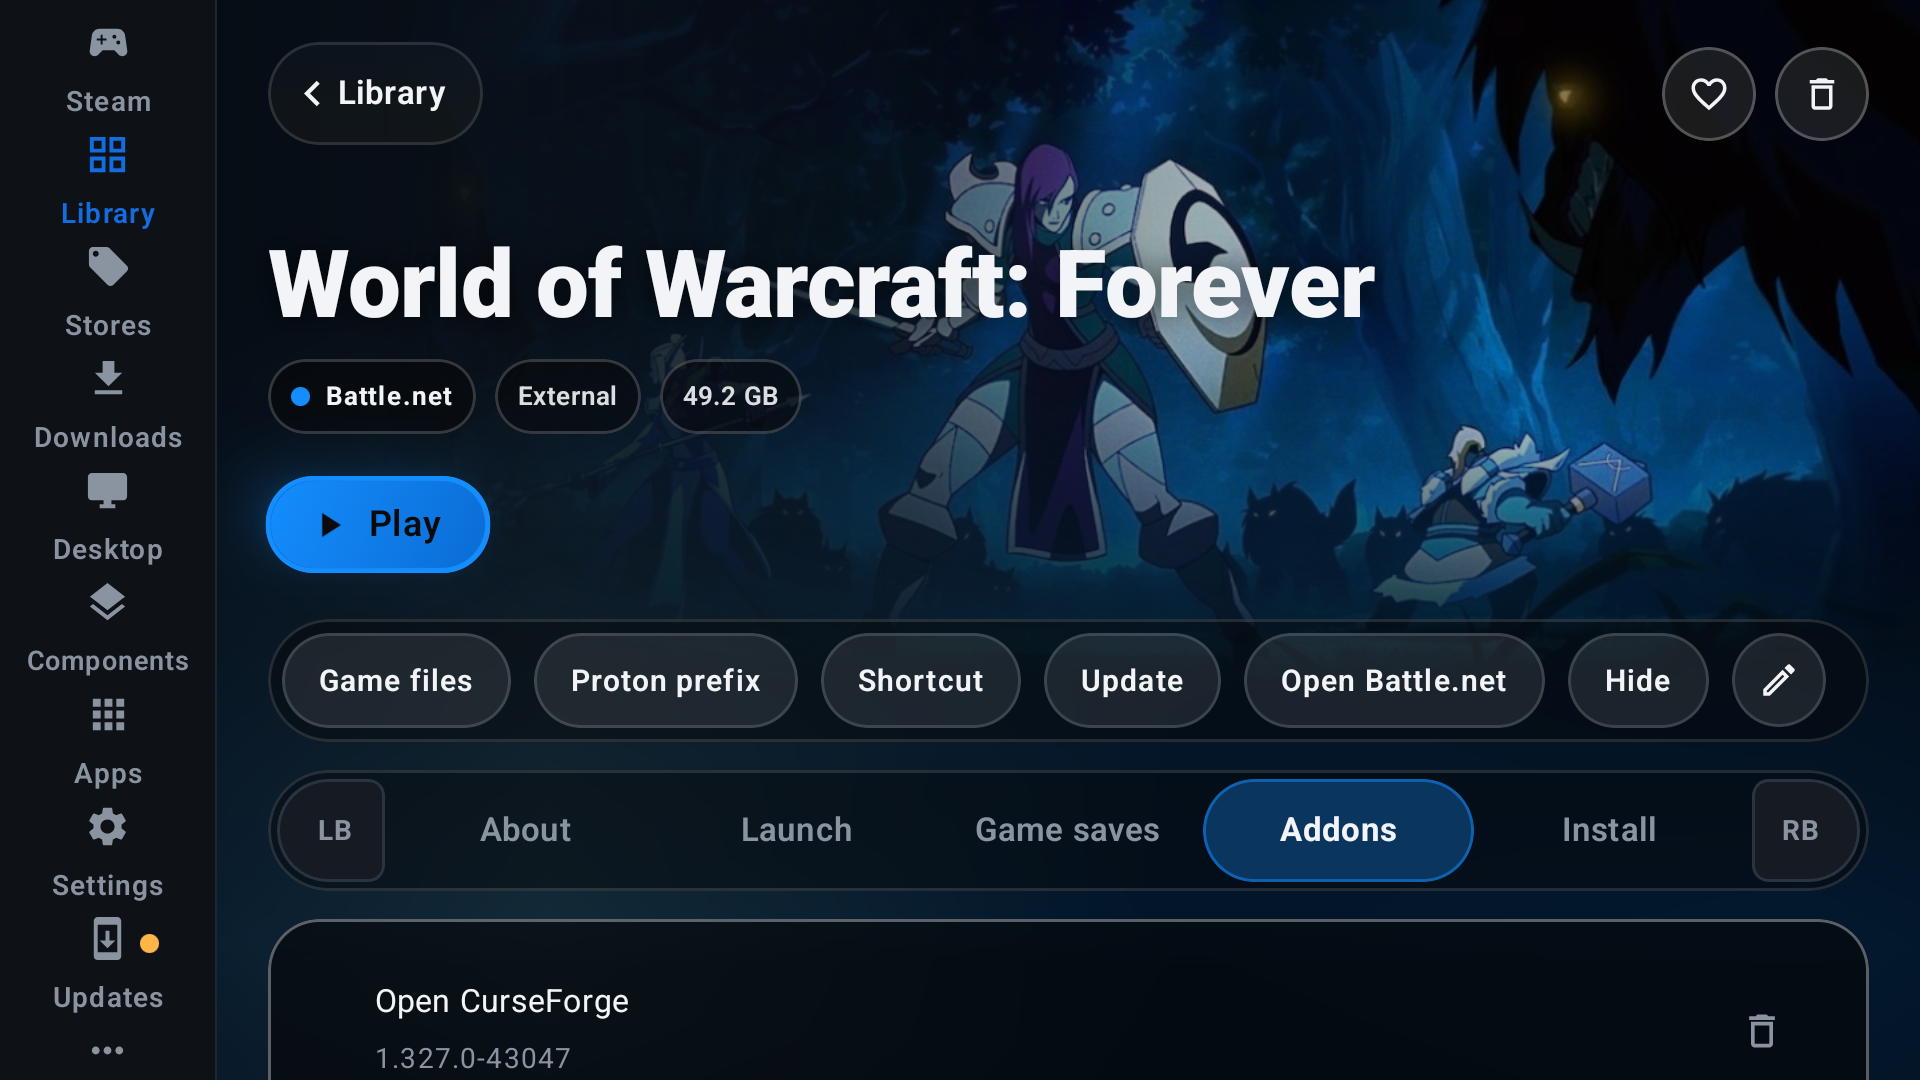 Steam
Library
Stores
Downloads
Desktop
Components
Apps
Settings
Updates
Library
World of Warcraft: Forever
Battle.net
External
49.2 GB
Play
Game files
Proton prefix
Shortcut
Update
Open Battle.net
Hide
LB
About
Launch
Game saves
Addons
Install
RB
Open CurseForge
1.327.0-43047